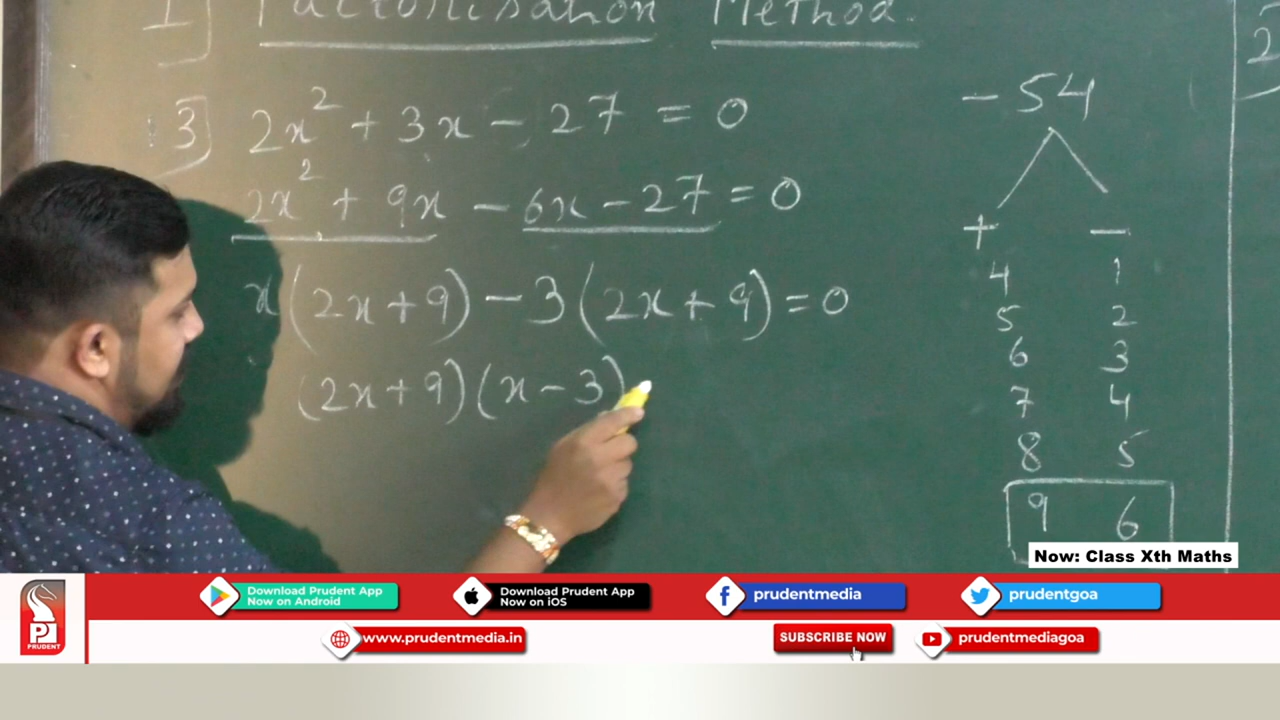 1] Factorisation Method.
3] 2x² + 3x - 27 = 0
2x² + 9x - 6x - 27 = 0
x(2x+9) - 3(2x+9) = 0
(2x+9)(x-3)
-54
+ -
4 1
5 2
6 3
7 4
8 5
9 6
2
Now: Class Xth Maths
Download Prudent App
Now on Android
Download Prudent App
Now on iOS
prudentmedia
prudentgoa
PRUDENT
www.prudentmedia.in
SUBSCRIBE NOW
prudentmediagoa